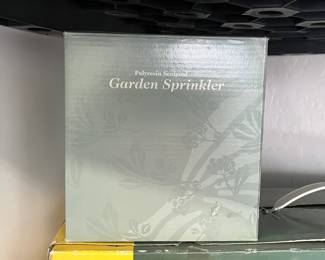 Polyresin Sculpted
Garden Sprinkler